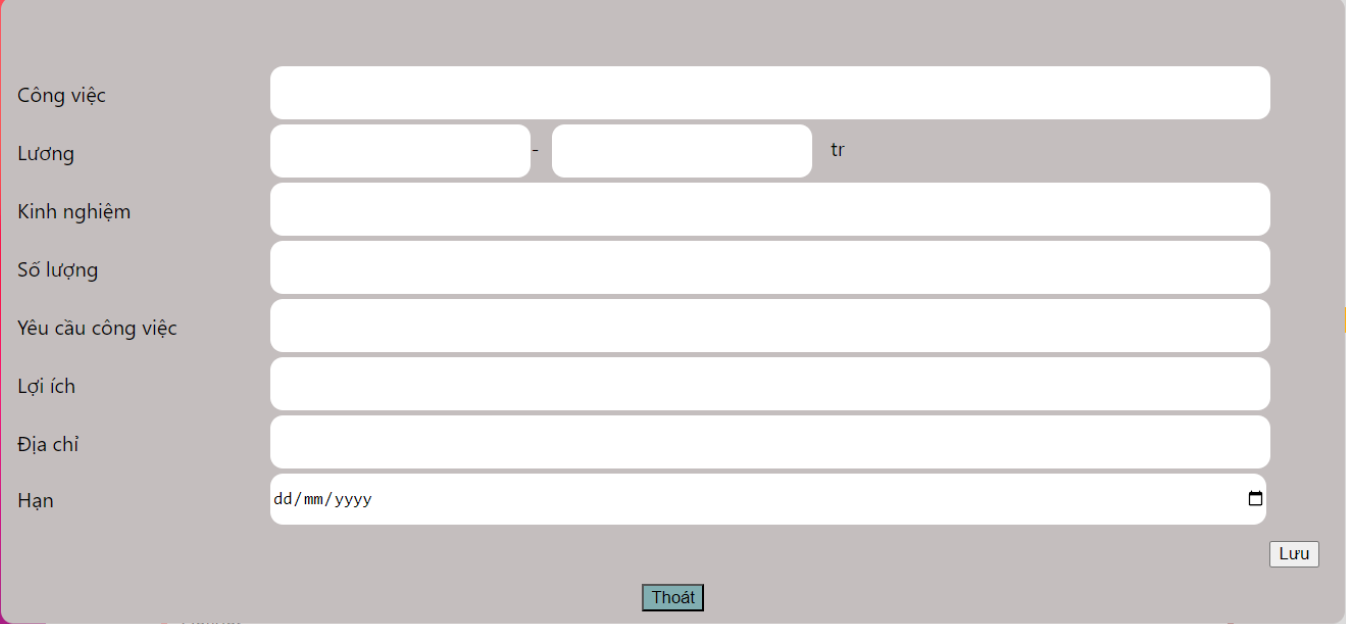 Công việc
Lương - tr
Kinh nghiệm
Số lượng
Yêu cầu công việc
Lợi ích
Địa chỉ
Hạn dd/mm/yyyy
Lưu
Thoát